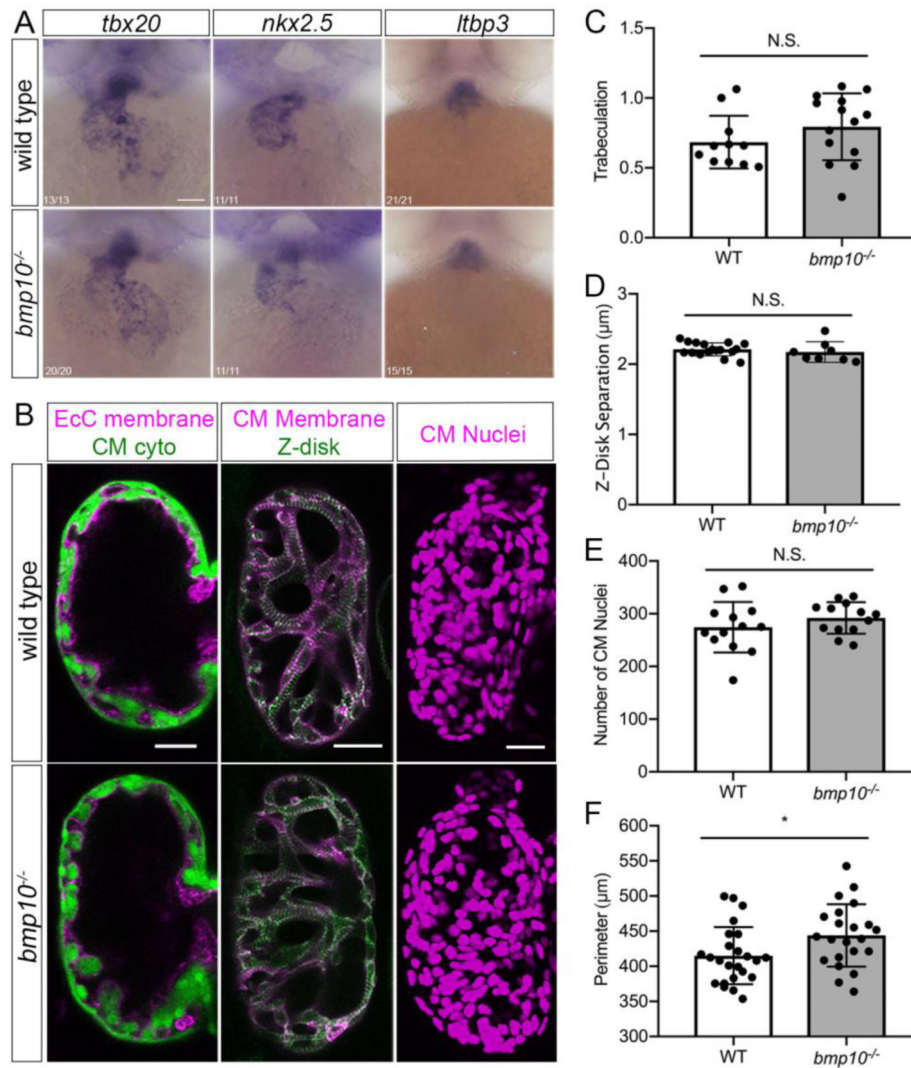 A
tbx20 nkx2.5 ltbp3
wild type
13/13 11/11 21/21
bmp10-/-
20/20 11/11 15/15
B
EcC membrane CM Membrane CM Nuclei
CM cyto Z-disk
wild type
bmp10-/-
C
N.S.
Trabeculation
1.5
1.0
0.5
0.0
WT bmp10-/-
D
N.S.
Z-Disk Separation (µm)
3
2
1
0
WT bmp10-/-
E
N.S.
Number of CM Nuclei
400
300
200
100
0
WT bmp10-/-
F
*
Perimeter (µm)
600
550
500
450
400
350
300
WT bmp10-/-